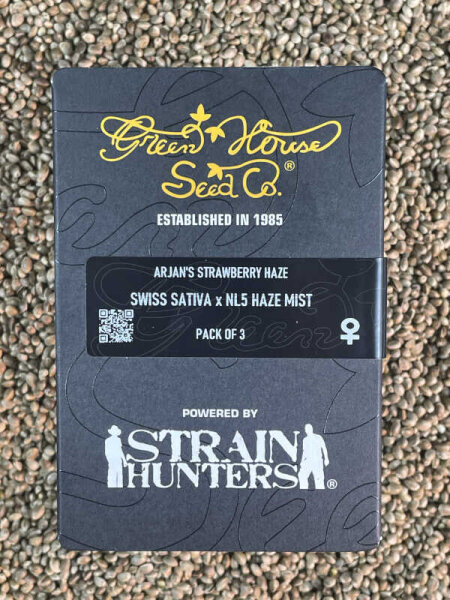 Green House
Seed Co.®
ESTABLISHED IN 1985
ARJAN'S STRAWBERRY HAZE
SWISS SATIVA x NL5 HAZE MIST
PACK OF 3
POWERED BY
STRAIN
HUNTERS®